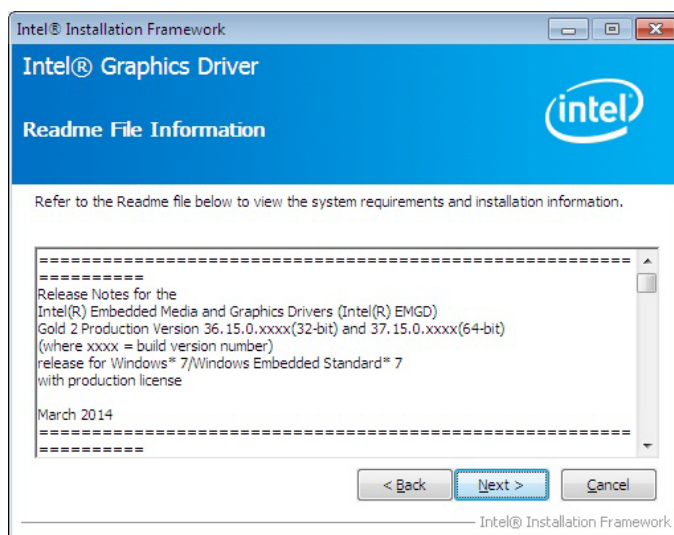 Intel® Installation Framework
Intel® Graphics Driver
intel
Readme File Information
Refer to the Readme file below to view the system requirements and installation information.
========================================================
==========
Release Notes for the
Intel(R) Embedded Media and Graphics Drivers (Intel(R) EMGD)
Gold 2 Production Version 36.15.0.xxxx(32-bit) and 37.15.0.xxxx(64-bit)
(where xxxx = build version number)
release for Windows* 7/Windows Embedded Standard* 7
with production license
March 2014
========================================================
==========
< Back
Next >
Cancel
Intel® Installation Framework